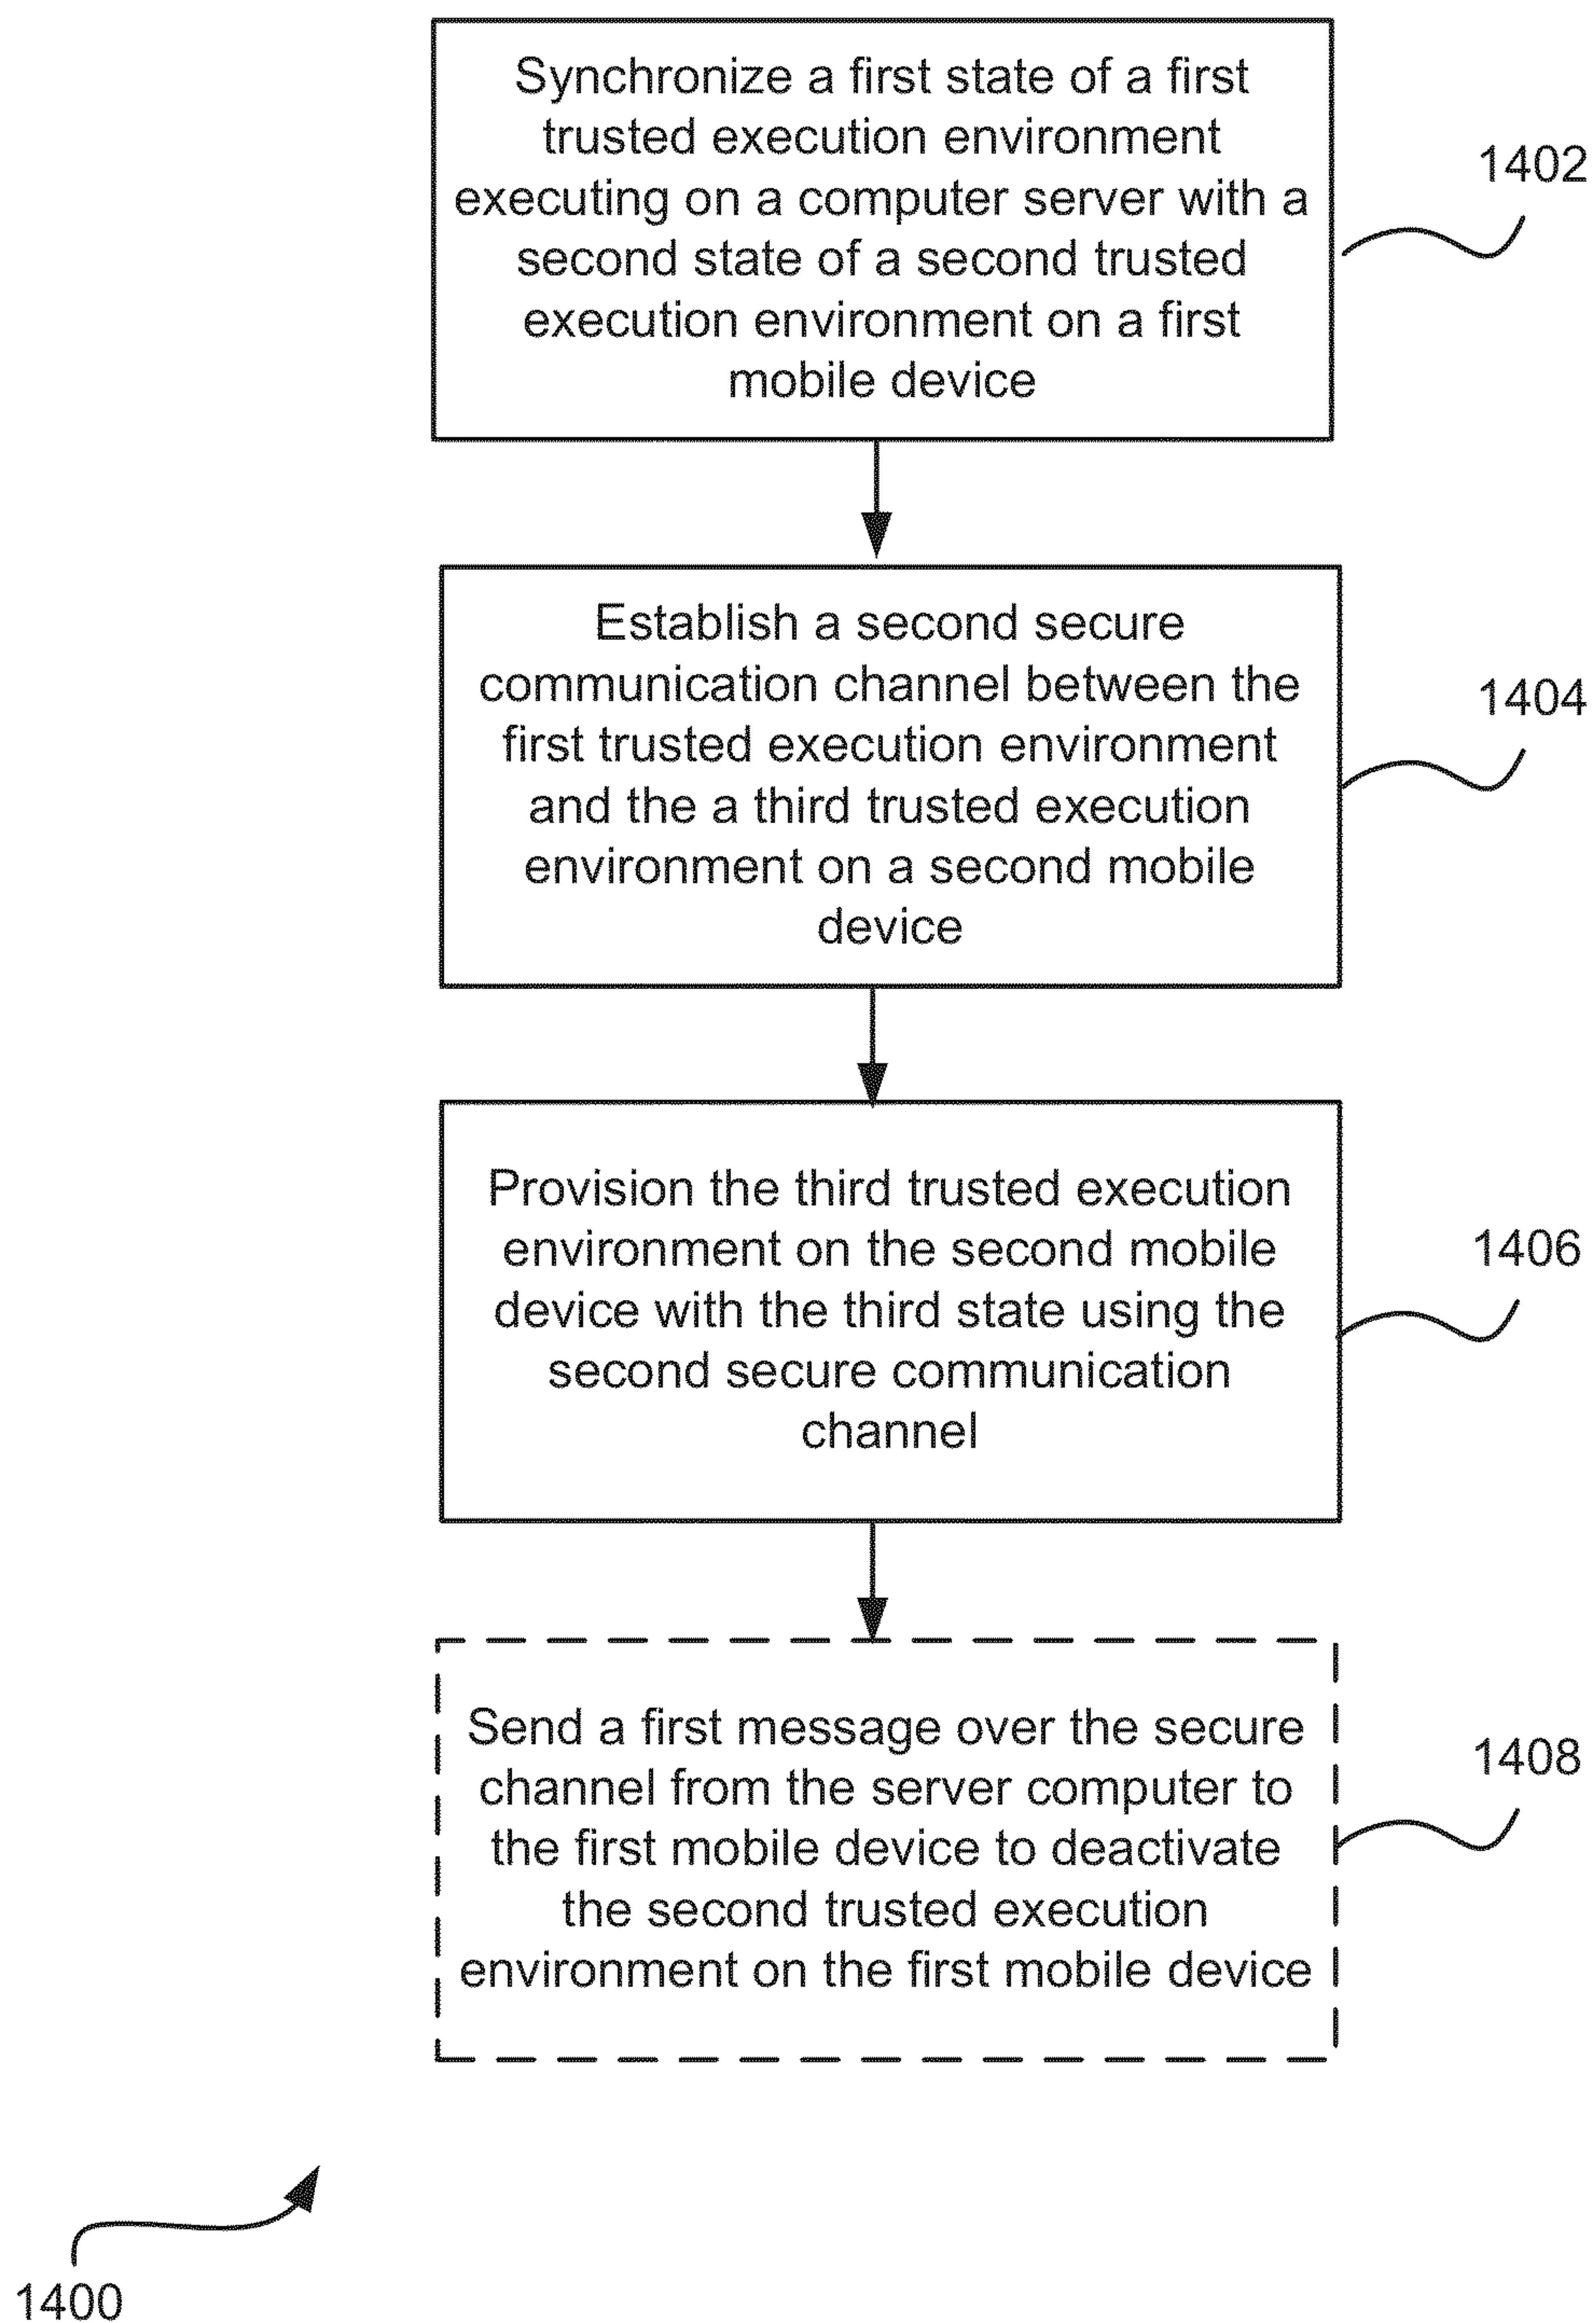 Synchronize a first state of a first
trusted execution environment
executing on a computer server with a
second state of a second trusted
execution environment on a first
mobile device
1402
Establish a second secure
communication channel between the
first trusted execution environment
and the a third trusted execution
environment on a second mobile
device
1404
Provision the third trusted execution
environment on the second mobile
device with the third state using the
second secure communication
channel
1406
Send a first message over the secure
channel from the server computer to
the first mobile device to deactivate
the second trusted execution
environment on the first mobile device
1408
1400